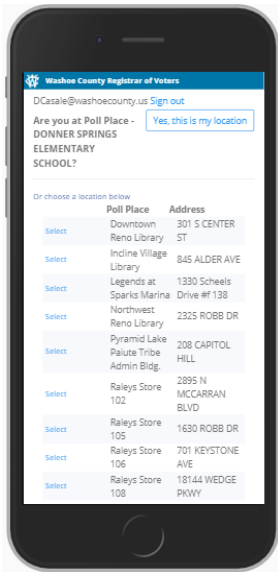 Washoe County Registrar of Voters
DCasale@washoecounty.us Sign out
Are you at Poll Place -
DONNER SPRINGS
ELEMENTARY
SCHOOL?
Yes, this is my location
Or choose a location below
Poll Place Address
Select Downtown Reno Library 301 S CENTER ST
Select Incline Village Library 845 ALDER AVE
Select Legends at Sparks Marina 1330 Scheels Drive #f 138
Select Northwest Reno Library 2325 ROBB DR
Select Pyramid Lake Paiute Tribe Admin Bldg. 208 CAPITOL HILL
Select Raleys Store 102 2895 N MCCARRAN BLVD
Select Raleys Store 105 1630 ROBB DR
Select Raleys Store 106 701 KEYSTONE AVE
Select Raleys Store 108 18144 WEDGE PKWY